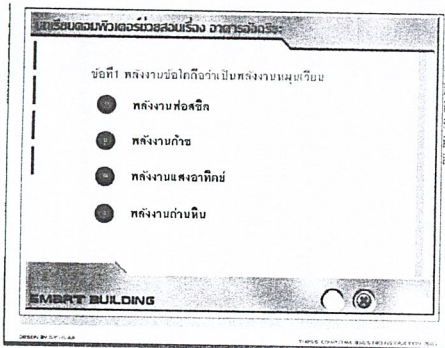 บทเรียนคอมพิวเตอร์ช่วยสอนเรื่อง อาคารอัจฉริยะ
ข้อที่1 พลังงานข้อใดถือว่าเป็นพลังงานหมุนเวียน
พลังงานฟอสซิล
พลังงานก๊าซ
พลังงานแสงอาทิตย์
พลังงานถ่านหิน
SMART BUILDING